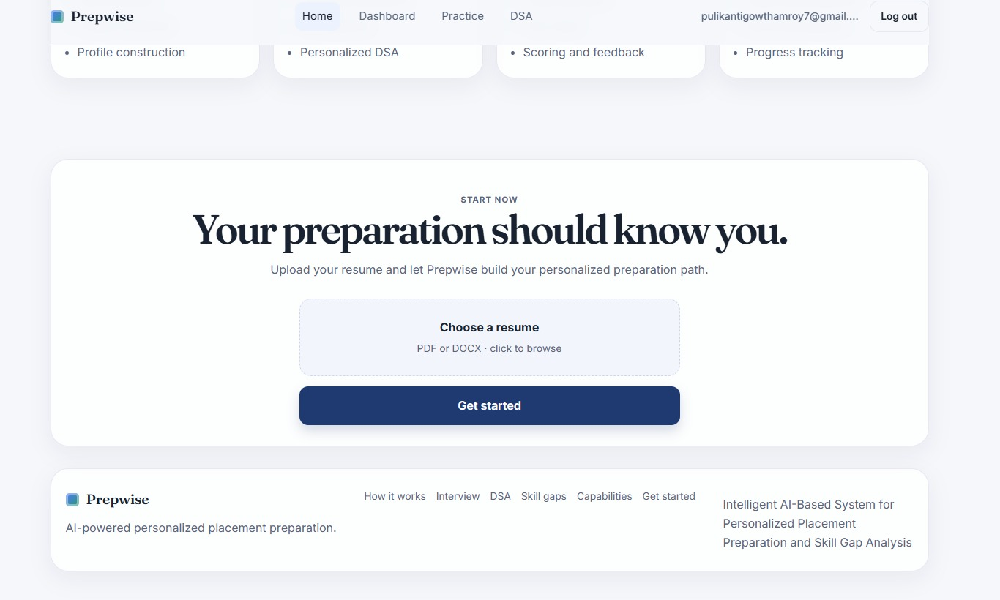 Prepwise
Home Dashboard Practice DSA
pulikantigowthamroy7@gmail.... Log out
Profile construction
Personalized DSA
Scoring and feedback
Progress tracking
START NOW
Your preparation should know you.
Upload your resume and let Prepwise build your personalized preparation path.
Choose a resume
PDF or DOCX · click to browse
Get started
Prepwise
AI-powered personalized placement preparation.
How it works Interview DSA Skill gaps Capabilities Get started
Intelligent AI-Based System for
Personalized Placement
Preparation and Skill Gap Analysis